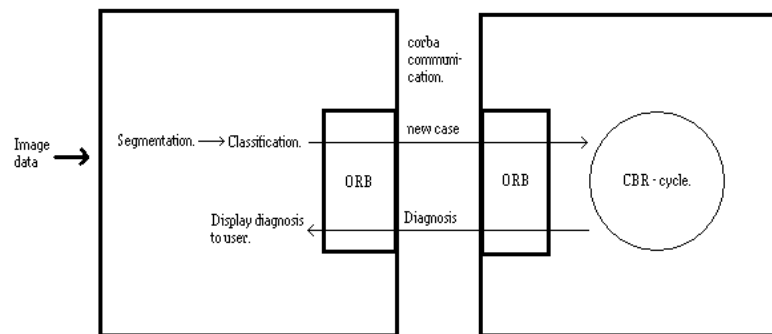 corba
communi-
cation.
Image
data
Segmentation.
Classification.
new case
ORB
ORB
CBR - cycle.
Display diagnosis
to user.
Diagnosis